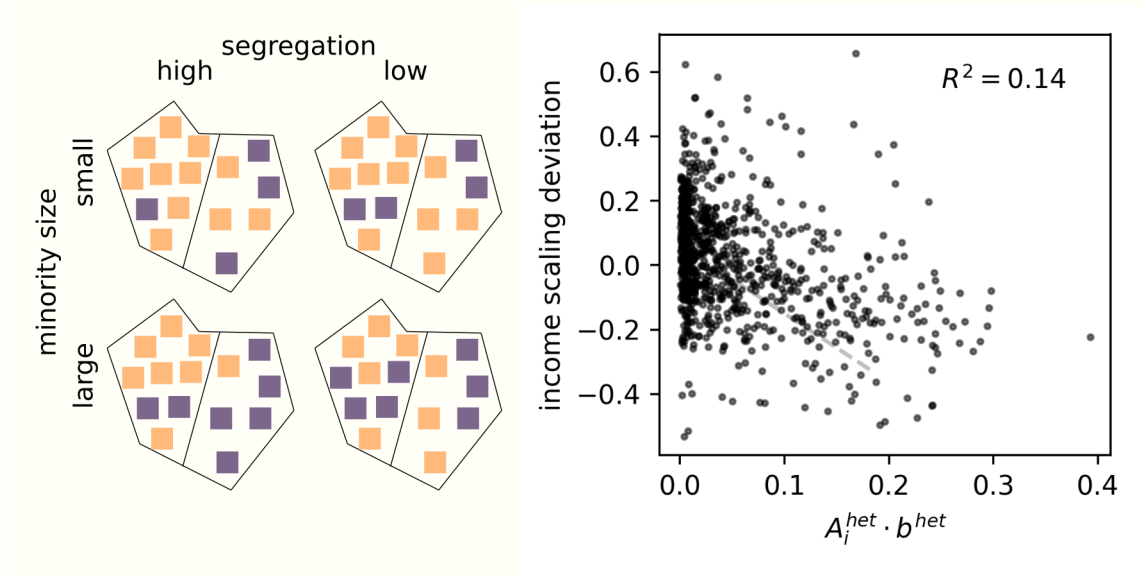 segregation
high low
minority size
small
large
income scaling deviation
0.6
0.4
0.2
0.0
−0.2
−0.4
R² = 0.14
0.0 0.1 0.2 0.3 0.4
A_i^{het} · b^{het}